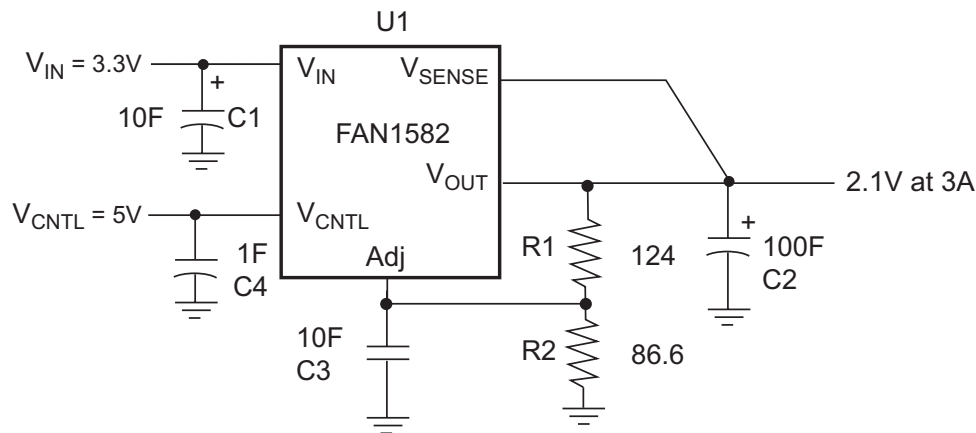 U1
V_IN = 3.3V
V_IN
V_SENSE
+
10F
C1
FAN1582
V_OUT
2.1V at 3A
V_CNTL = 5V
V_CNTL
+
1F
C4
Adj
R1
124
100F
C2
10F
C3
R2
86.6